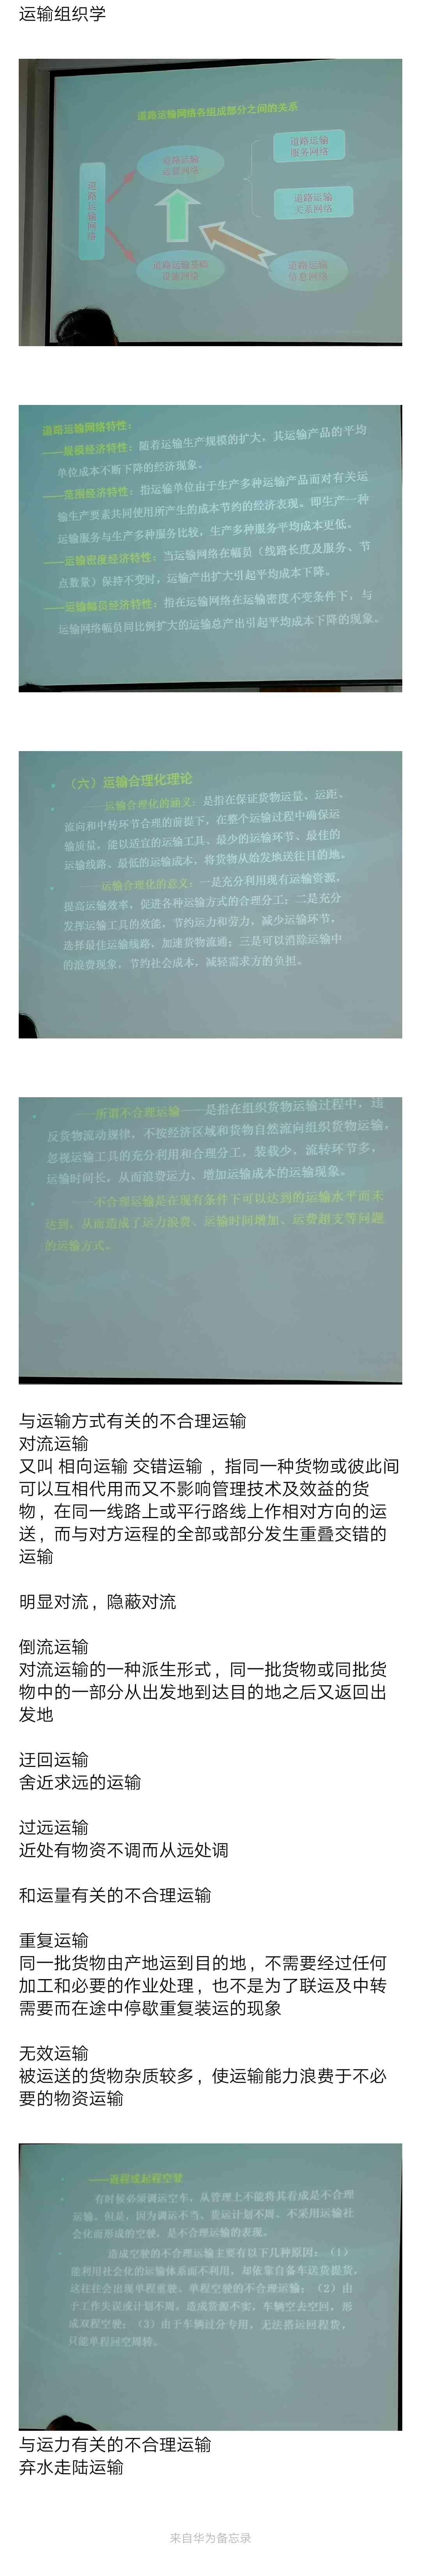 运输组织学
道路运输网络各组成部分之间的关系
道路运输网络
道路运输
运营网络
道路运输
服务网络
道路运输
关系网络
道路运输基础
设施网络
道路运输
信息网络
道路运输网络特性：
——规模经济特性：随着运输生产规模的扩大，其运输产品的平均
单位成本不断下降的经济现象。
——范围经济特性：指运输单位由于生产多种运输产品而对有关运
输生产要素共同使用所产生的成本节约的经济表现。即生产一种
运输服务与生产多种服务比较，生产多种服务平均成本更低。
——运输密度经济特性：当运输网络在幅员（线路长度及服务、节
点数量）保持不变时，运输产出扩大引起平均成本下降。
——运输幅员经济特性：指在运输网络在运输密度不变条件下，与
运输网络幅员同比例扩大的运输总产出引起平均成本下降的现象。
（六）运输合理化理论
——运输合理化的涵义：是指在保证货物运量、运距、
流向和中转环节合理的前提下，在整个运输过程中确保运
输质量，能以适宜的运输工具、最少的运输环节、最佳的
运输线路、最低的运输成本，将货物从始发地送往目的地。
——运输合理化的意义：一是充分利用现有运输资源，
提高运输效率，促进各种运输方式的合理分工；二是充分
发挥运输工具的效能，节约运力和劳力，减少运输环节，
选择最佳运输线路、加速货物流通；三是可以消除运输中
的浪费现象，节约社会成本，减轻需求方的负担。
——所谓不合理运输——是指在组织货物运输过程中，违
反货物流动规律，不按经济区域和货物自然流向组织货物运输，
忽视运输工具的充分利用和合理分工，装载少，流转环节多，
运输时间长，从而浪费运力、增加运输成本的运输现象。
——不合理运输是在现有条件下可以达到的运输水平而未
达到，从而造成了运力浪费、运输时间增加、运费超支等问题
的运输方式。
与运输方式有关的不合理运输
对流运输
又叫 相向运输 交错运输 ，指同一种货物或彼此间
可以互相代用而又不影响管理技术及效益的货
物，在同一线路上或平行路线上作相对方向的运
送，而与对方运程的全部或部分发生重叠交错的
运输
明显对流，隐蔽对流
倒流运输
对流运输的一种派生形式，同一批货物或同批货
物中的一部分从出发地到达目的地之后又返回出
发地
迂回运输
舍近求远的运输
过远运输
近处有物资不调而从远处调
和运量有关的不合理运输
重复运输
同一批货物由产地运到目的地，不需要经过任何
加工和必要的作业处理，也不是为了联运及中转
需要而在途中停歇重复装运的现象
无效运输
被运送的货物杂质较多，使运输能力浪费于不必
要的物资运输
——返程或起程空驶
有时候必须调运空车，从管理上不能将其看成是不合理
运输。但是，因为调运不当、货运计划不周、不采用运输社
会化而形成的空驶，是不合理运输的表现。
造成空驶的不合理运输主要有以下几种原因：（1）
能利用社会化的运输体系而不利用，却依靠自备车送货提货，
这往往会出现单程重驶、单程空驶的不合理运输；（2）由
于工作失误或计划不周，造成货源不实，车辆空去空回，形
成双程空驶；（3）由于车辆过分专用，无法搭运回程货，
只能单程回空周转。
与运力有关的不合理运输
弃水走陆运输
来自华为备忘录